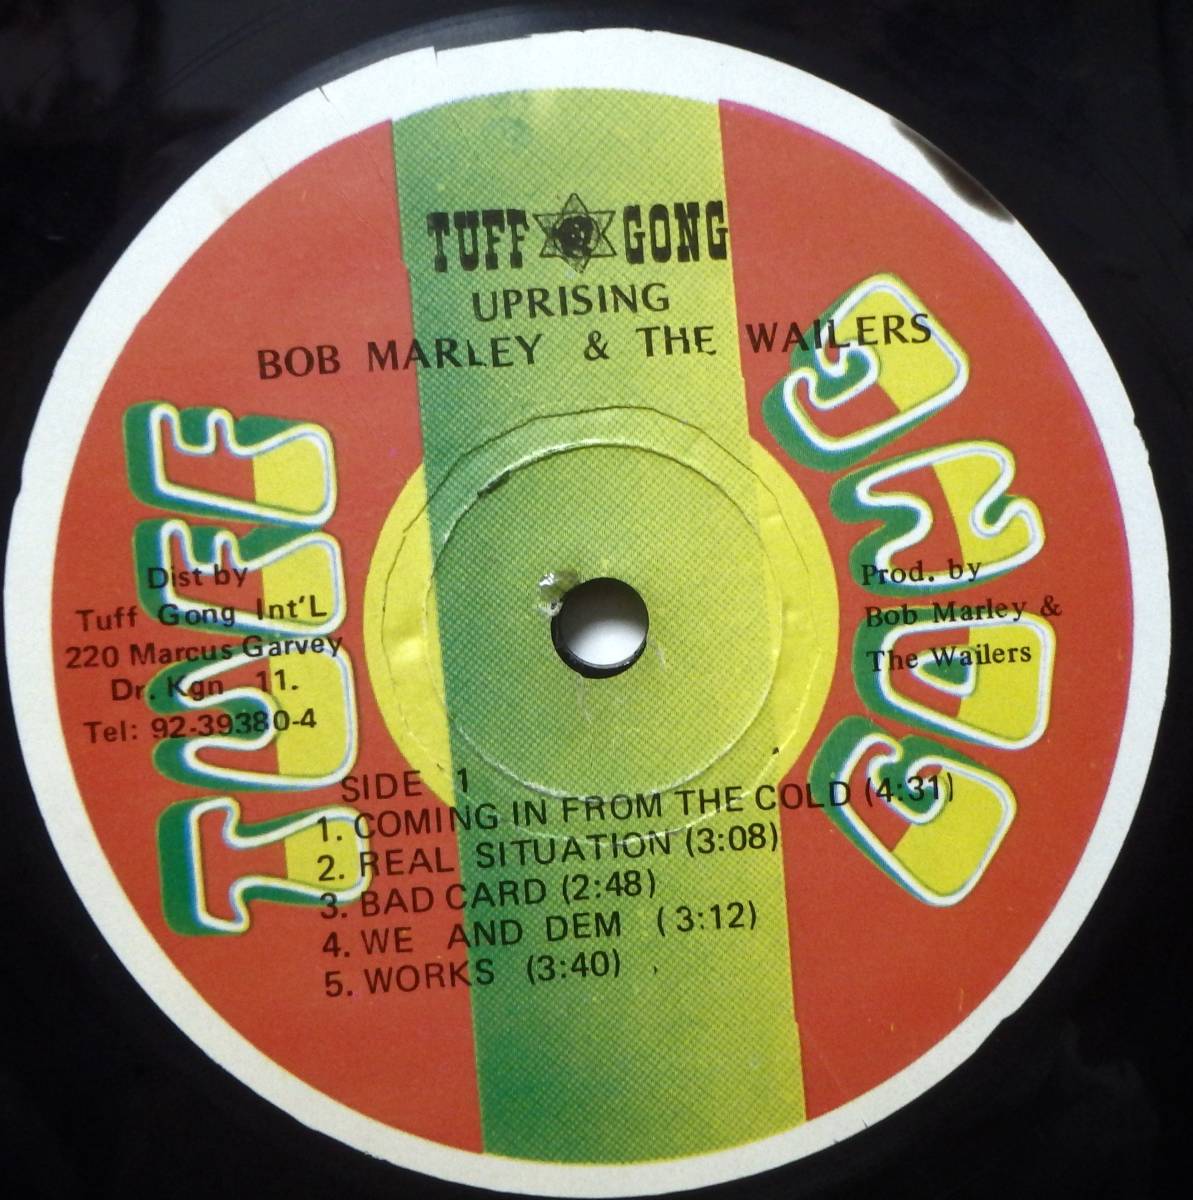 TUFF GONG
UPRISING
BOB MARLEY & THE WAILERS
TUFF
GONG
Dist by
Tuff Gong Int'L
220 Marcus Garvey
Dr. Kgn 11.
Tel: 92-39380-4
Prod. by
Bob Marley &
The Wailers
SIDE 1
1. COMING IN FROM THE COLD (4:31)
2. REAL SITUATION (3:08)
3. BAD CARD (2:48)
4. WE AND DEM (3:12)
5. WORKS (3:40)